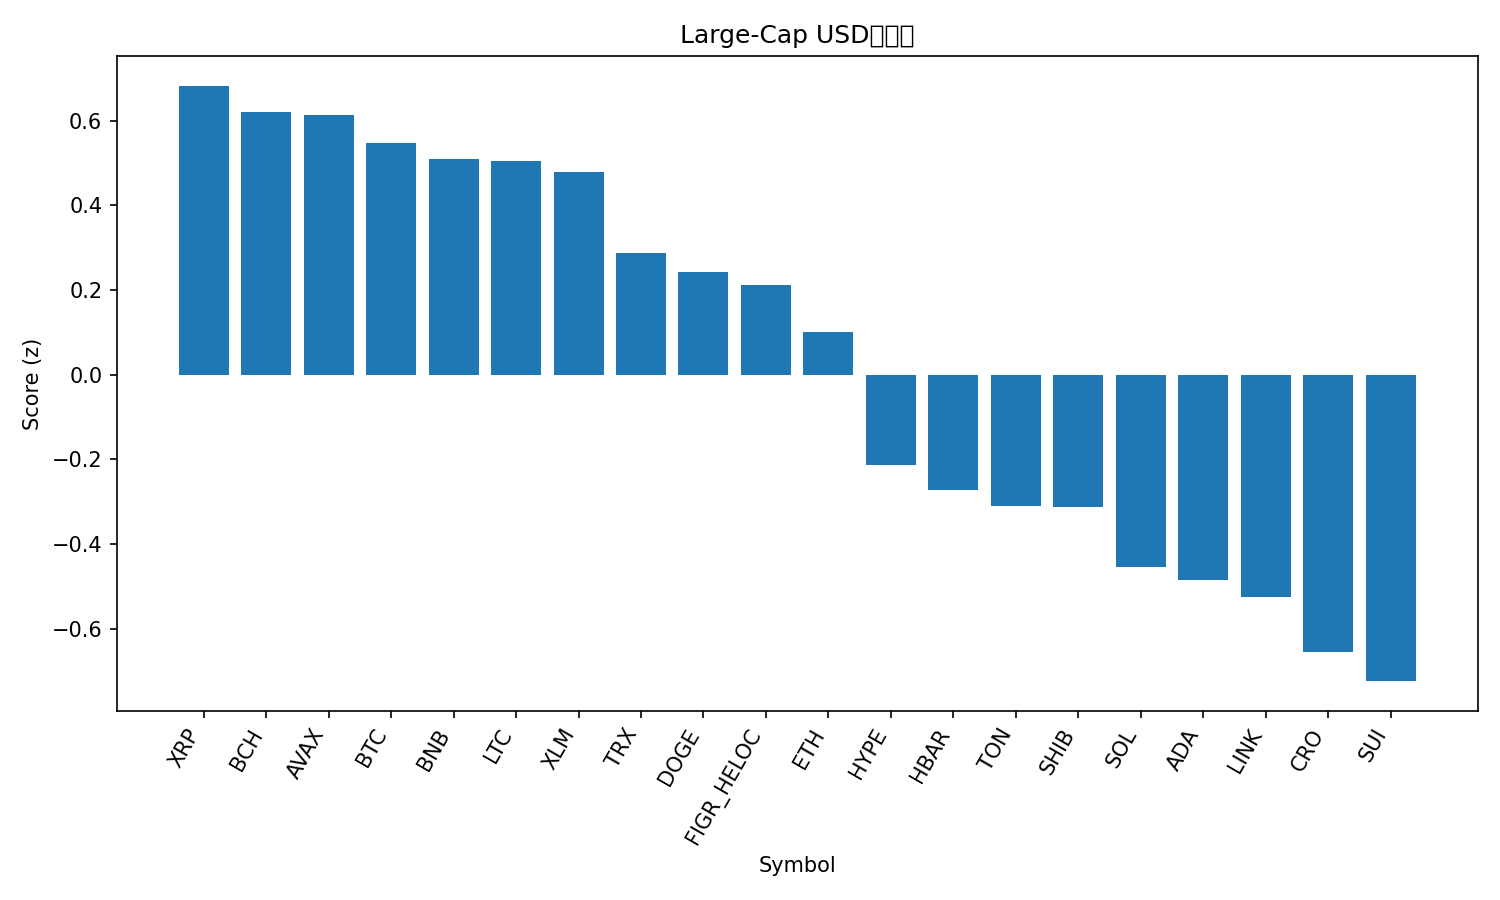 Large-Cap USD
Score (z)
0.6
0.4
0.2
0.0
−0.2
−0.4
−0.6
XRP
BCH
AVAX
BTC
BNB
LTC
XLM
TRX
DOGE
FIGR_HELOC
ETH
HYPE
HBAR
TON
SHIB
SOL
ADA
LINK
CRO
SUI
Symbol